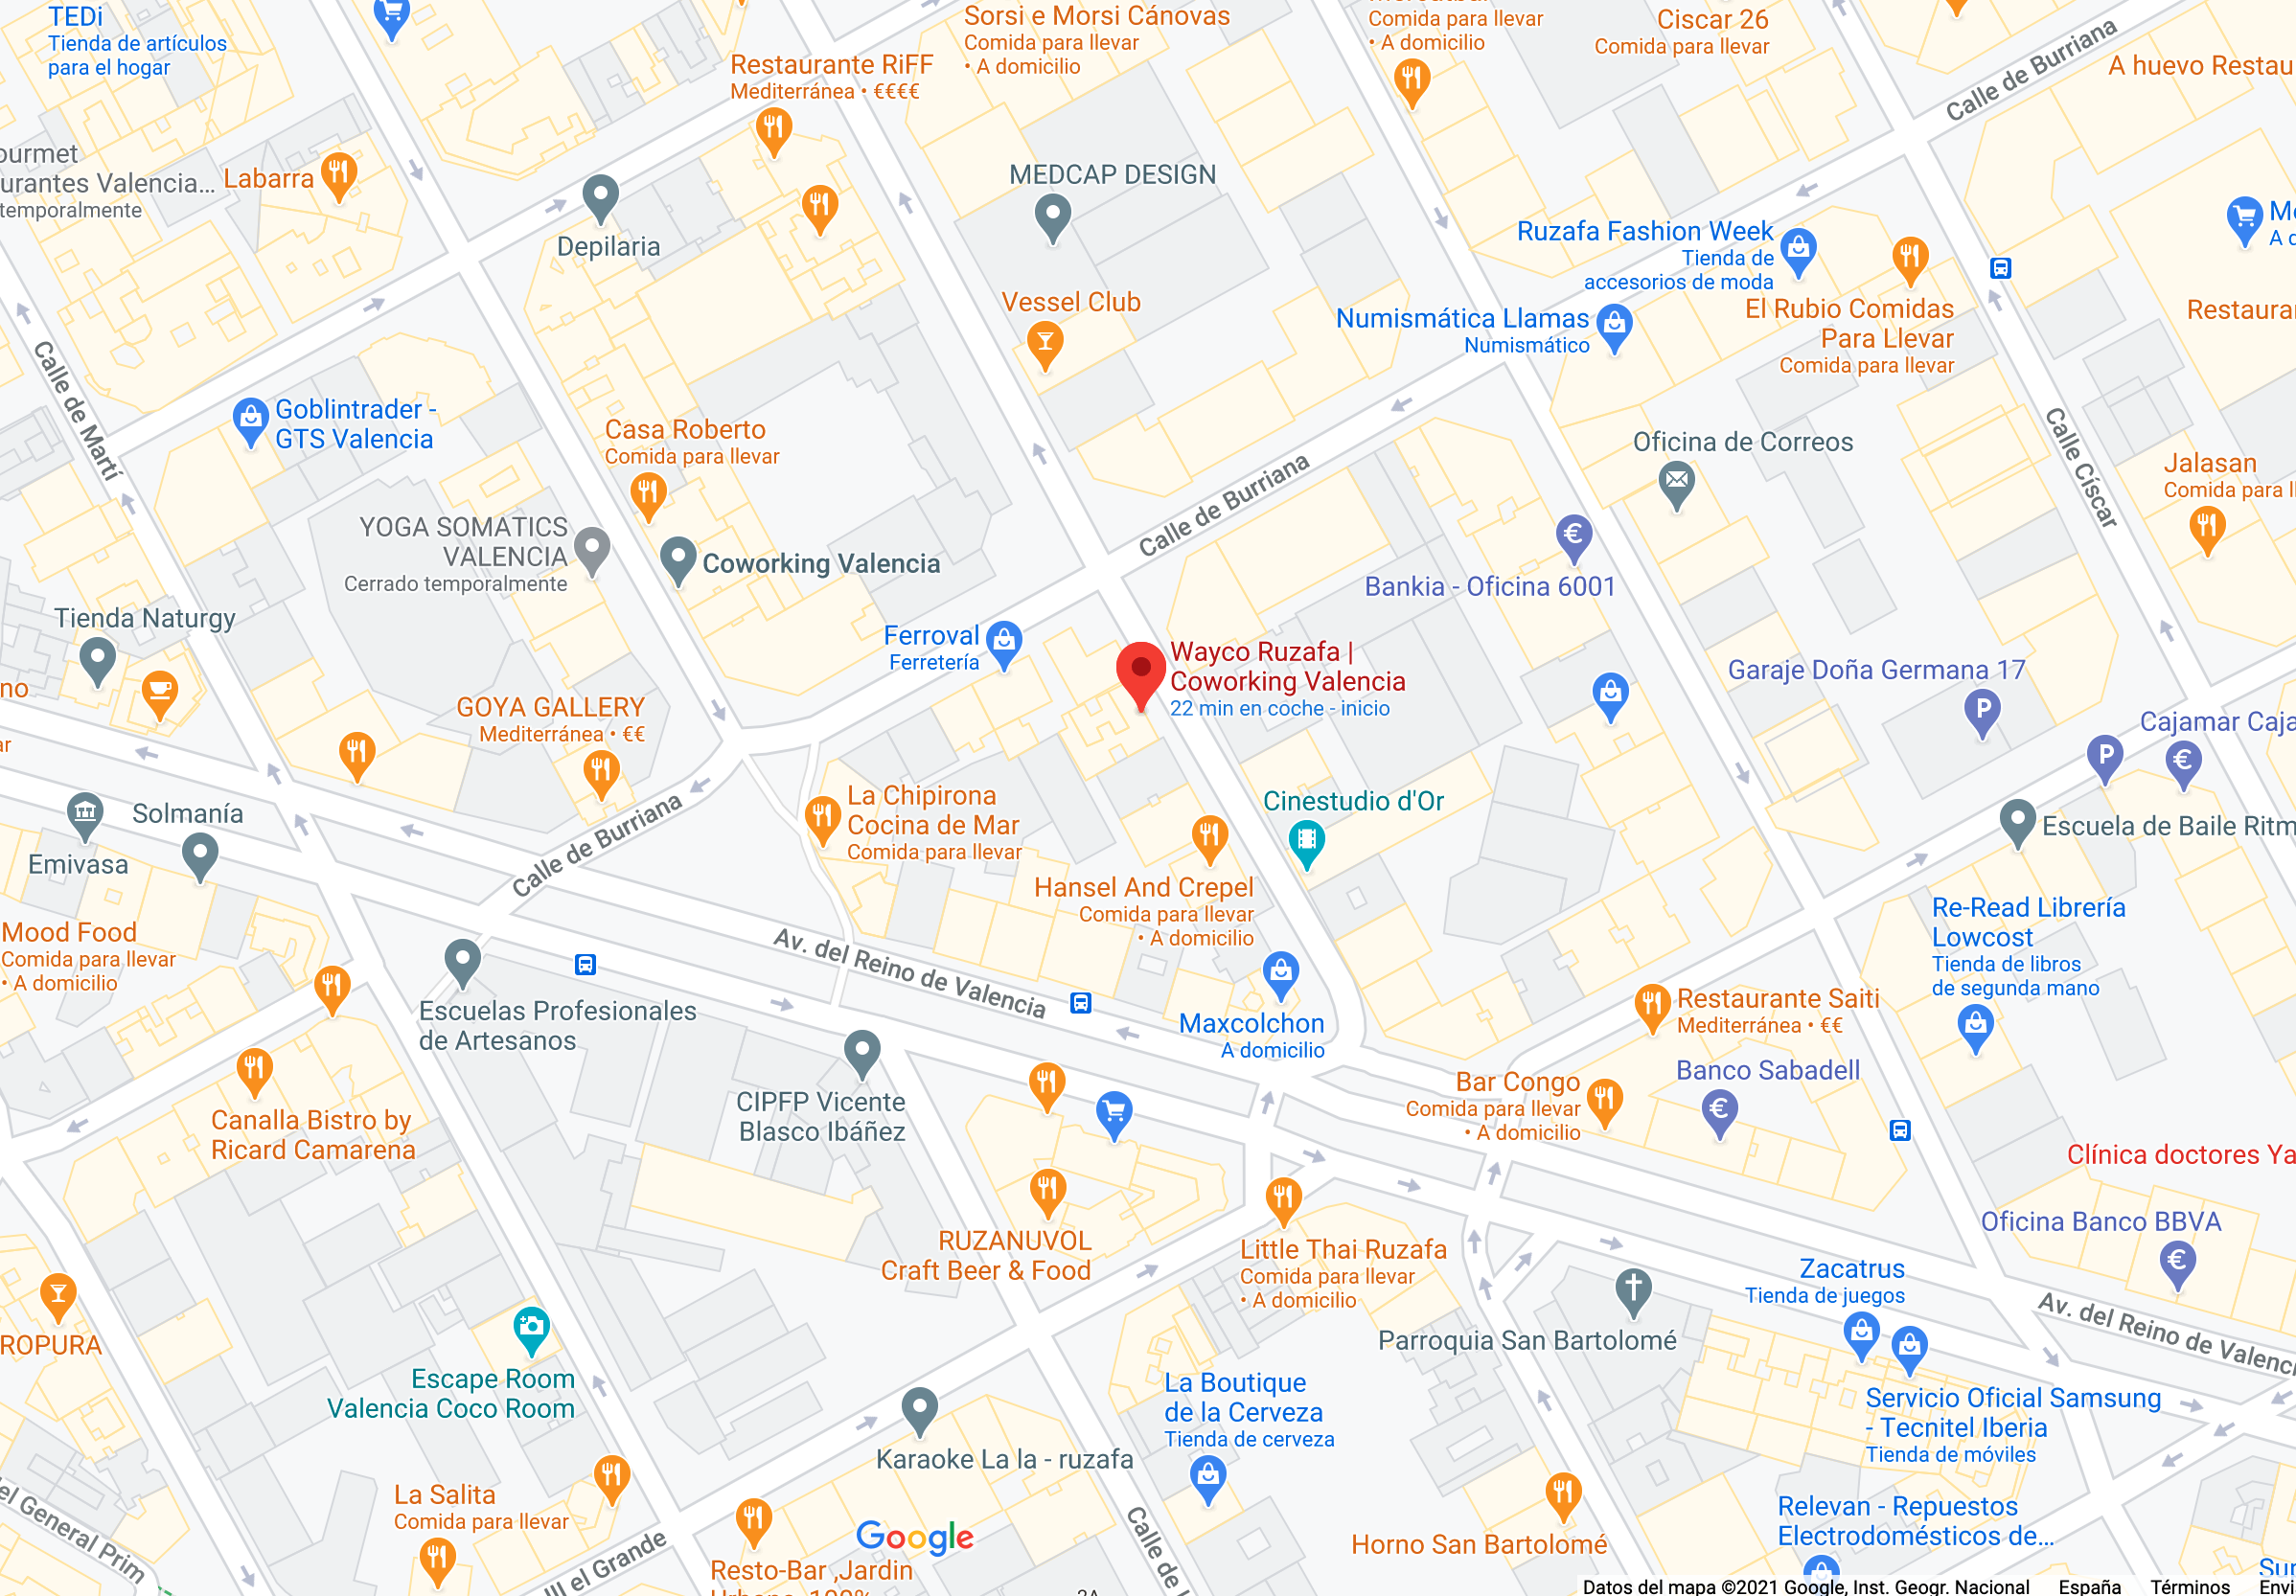 TEDi
Tienda de artículos
para el hogar
Sorsi e Morsi Cánovas
Comida para llevar
• A domicilio
Restaurante RiFF
Mediterránea • €€€€
Comida para llevar
• A domicilio
Ciscar 26
Comida para llevar
Calle de Burriana
A huevo Restau
urantes Valencia...
temporalmente
Labarra
Depilaria
MEDCAP DESIGN
Vessel Club
Ruzafa Fashion Week
Tienda de
accesorios de moda
Numismática Llamas
Numismático
El Rubio Comidas
Para Llevar
Comida para llevar
Restaurar
Calle de Martí
Goblintrader -
GTS Valencia
Casa Roberto
Comida para llevar
Calle de Burriana
Oficina de Correos
Calle Císcar
Jalasan
Comida para ll
YOGA SOMATICS
VALENCIA
Cerrado temporalmente
Coworking Valencia
Bankia - Oficina 6001
Tienda Naturgy
Ferroval
Ferretería
Wayco Ruzafa |
Coworking Valencia
22 min en coche - inicio
Garaje Doña Germana 17
Cajamar Caja
no
ar
GOYA GALLERY
Mediterránea • €€
Solmanía
Emivasa
Calle de Burriana
La Chipirona
Cocina de Mar
Comida para llevar
Cinestudio d'Or
Escuela de Baile Ritm
Hansel And Crepel
Comida para llevar
• A domicilio
Re-Read Librería
Lowcost
Tienda de libros
de segunda mano
Mood Food
Comida para llevar
• A domicilio
Av. del Reino de Valencia
Escuelas Profesionales
de Artesanos
Maxcolchon
A domicilio
Restaurante Saiti
Mediterránea • €€
Banco Sabadell
Bar Congo
Comida para llevar
• A domicilio
CIPFP Vicente
Blasco Ibáñez
Canalla Bistro by
Ricard Camarena
Clínica doctores Ya
Oficina Banco BBVA
RUZANUVOL
Craft Beer & Food
Little Thai Ruzafa
Comida para llevar
• A domicilio
Zacatrus
Tienda de juegos
Av. del Reino de Valenci
ROPURA
Parroquia San Bartolomé
Escape Room
Valencia Coco Room
La Boutique
de la Cerveza
Tienda de cerveza
Servicio Oficial Samsung
- Tecnitel Iberia
Tienda de móviles
Karaoke La la - ruzafa
La Salita
Comida para llevar
el General Prim
III el Grande
Google
Resto-Bar ,Jardin
Calle de
Horno San Bartolomé
Relevan - Repuestos
Electrodomésticos de...
Sur
Datos del mapa ©2021 Google, Inst. Geogr. Nacional España Términos Envi